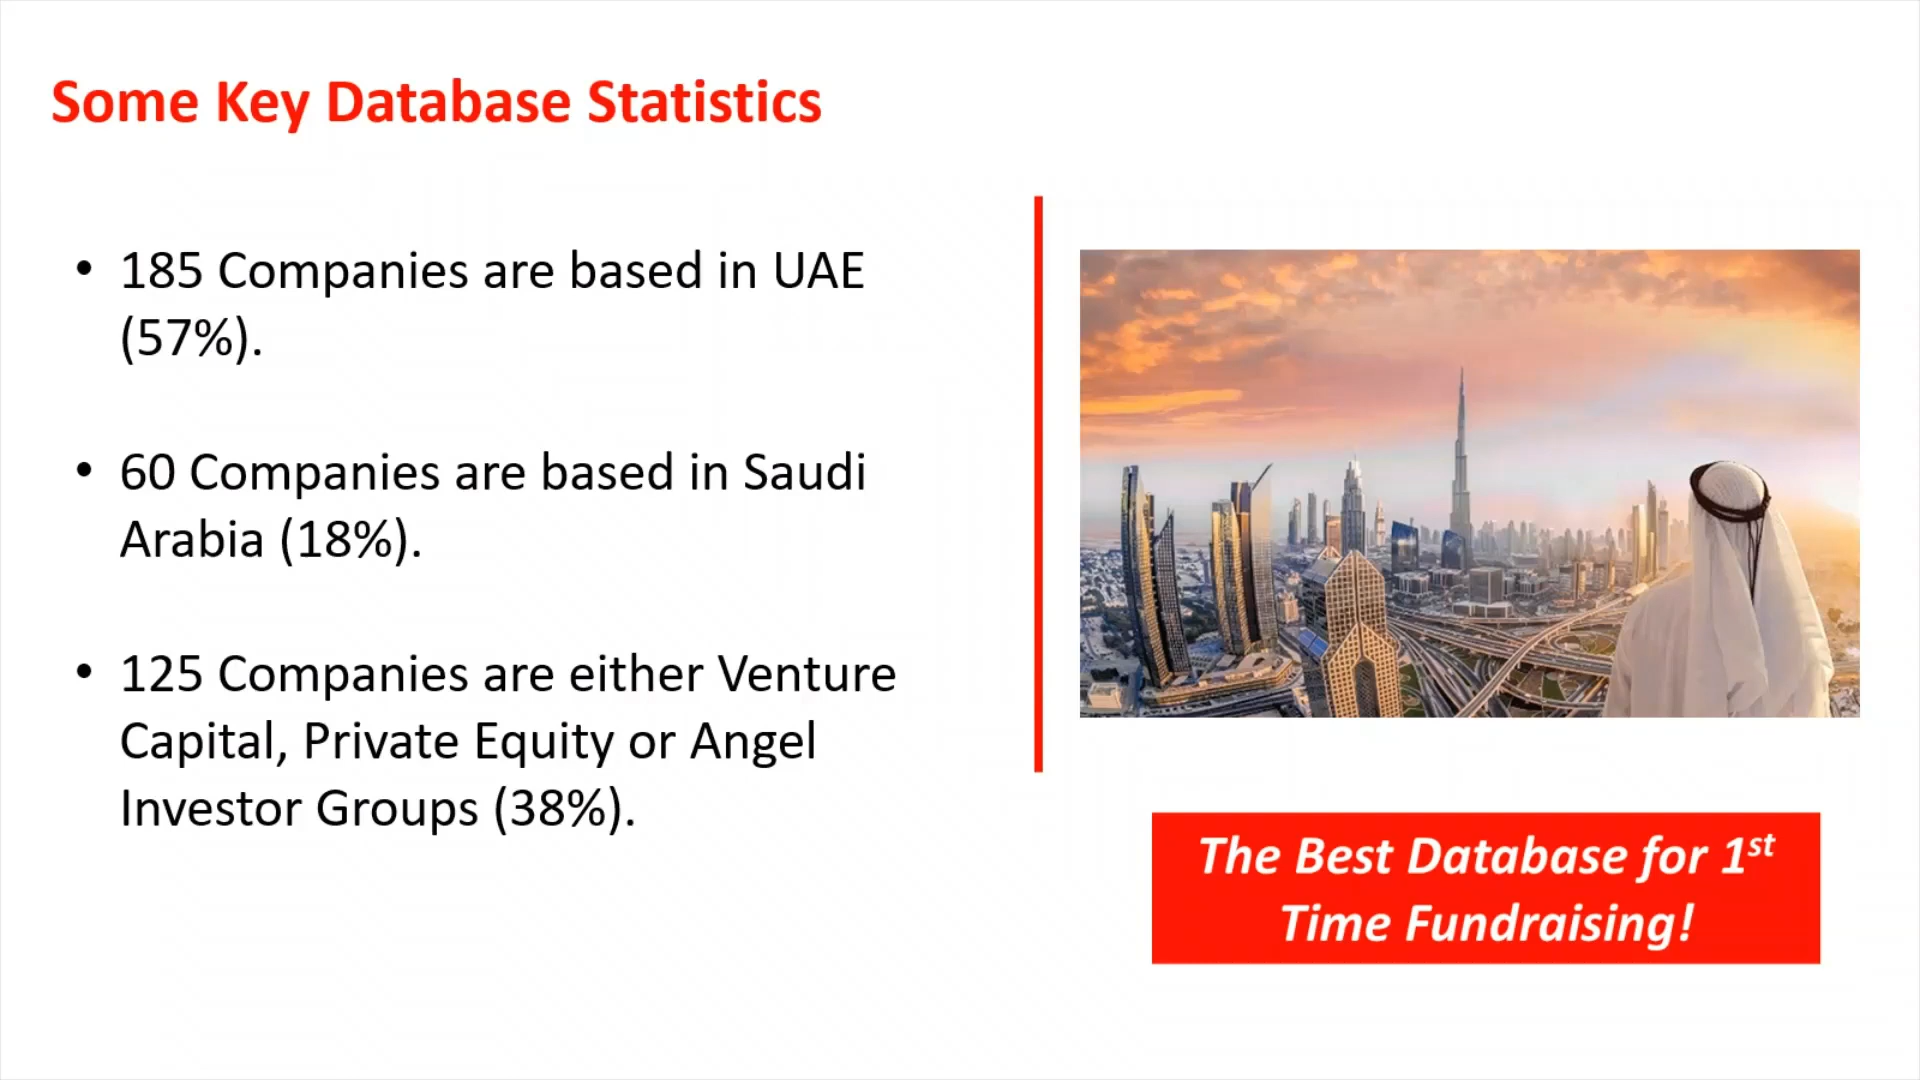 Some Key Database Statistics
• 185 Companies are based in UAE
(57%).
• 60 Companies are based in Saudi
Arabia (18%).
• 125 Companies are either Venture
Capital, Private Equity or Angel
Investor Groups (38%).
The Best Database for 1st
Time Fundraising!